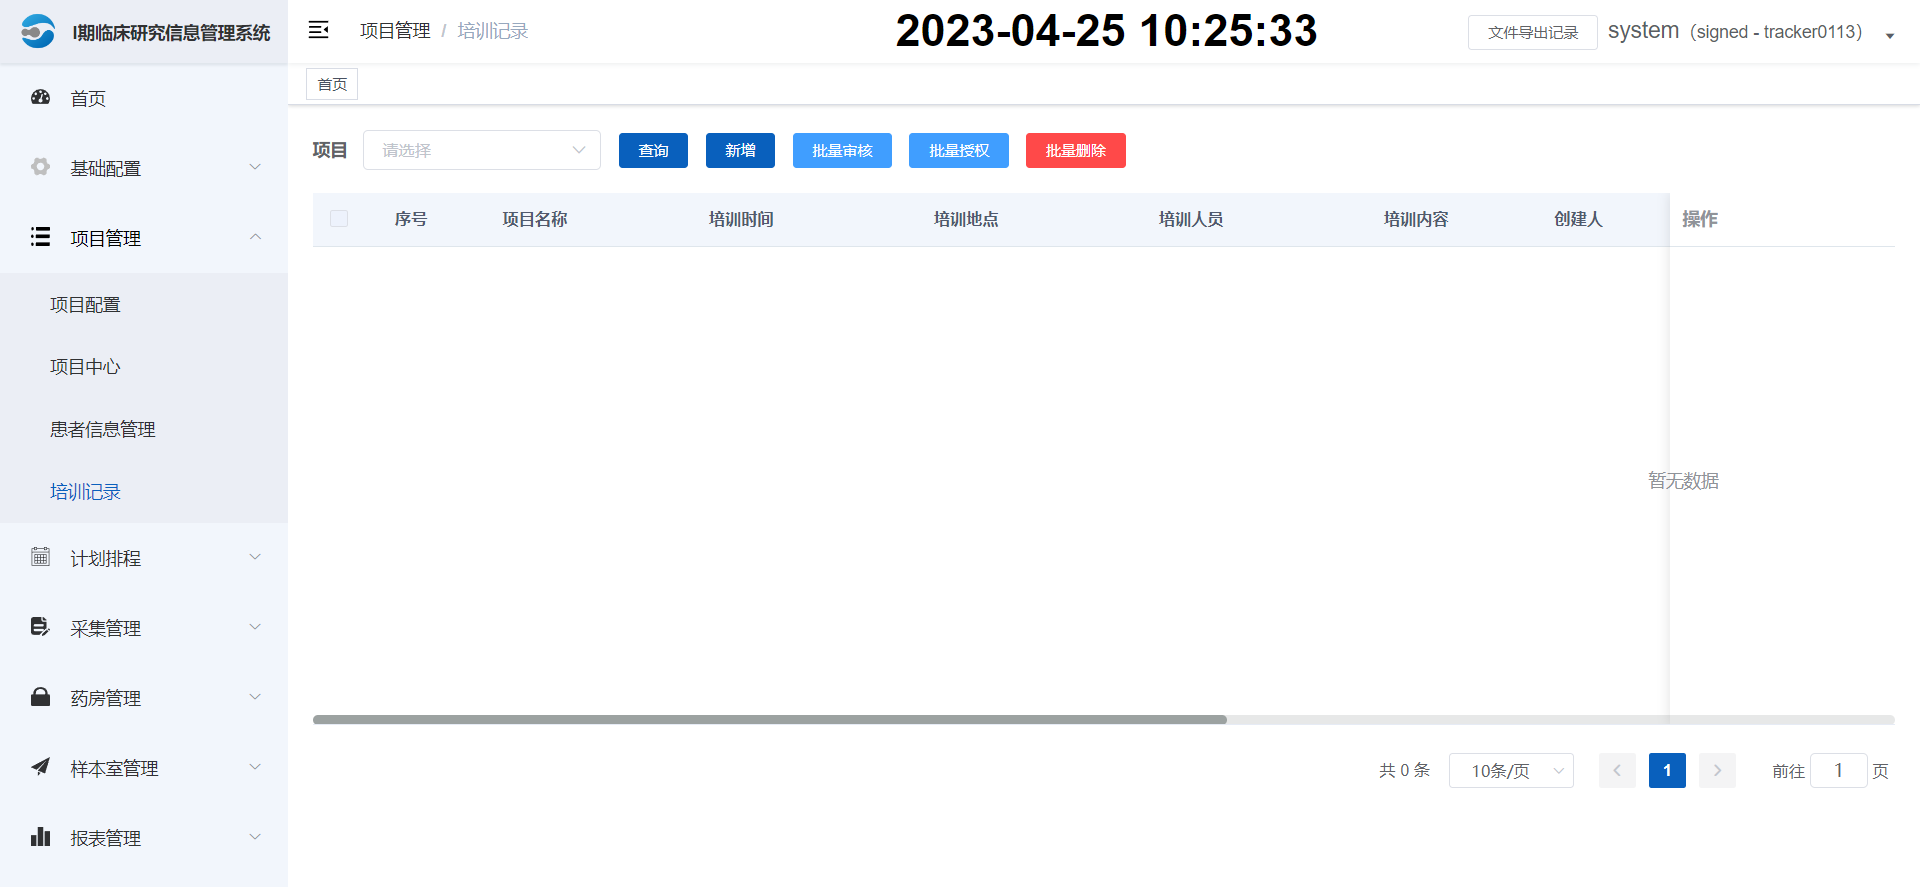 I期临床研究信息管理系统
项目管理 / 培训记录
2023-04-25 10:25:33
文件导出记录
system（signed - tracker0113）
首页
首页
基础配置
项目管理
项目配置
项目中心
患者信息管理
培训记录
计划排程
采集管理
药房管理
样本室管理
报表管理
项目 请选择 查询 新增 批量审核 批量授权 批量删除
序号 项目名称 培训时间 培训地点 培训人员 培训内容 创建人 操作
暂无数据
共 0 条 10条/页 1 前往 1 页